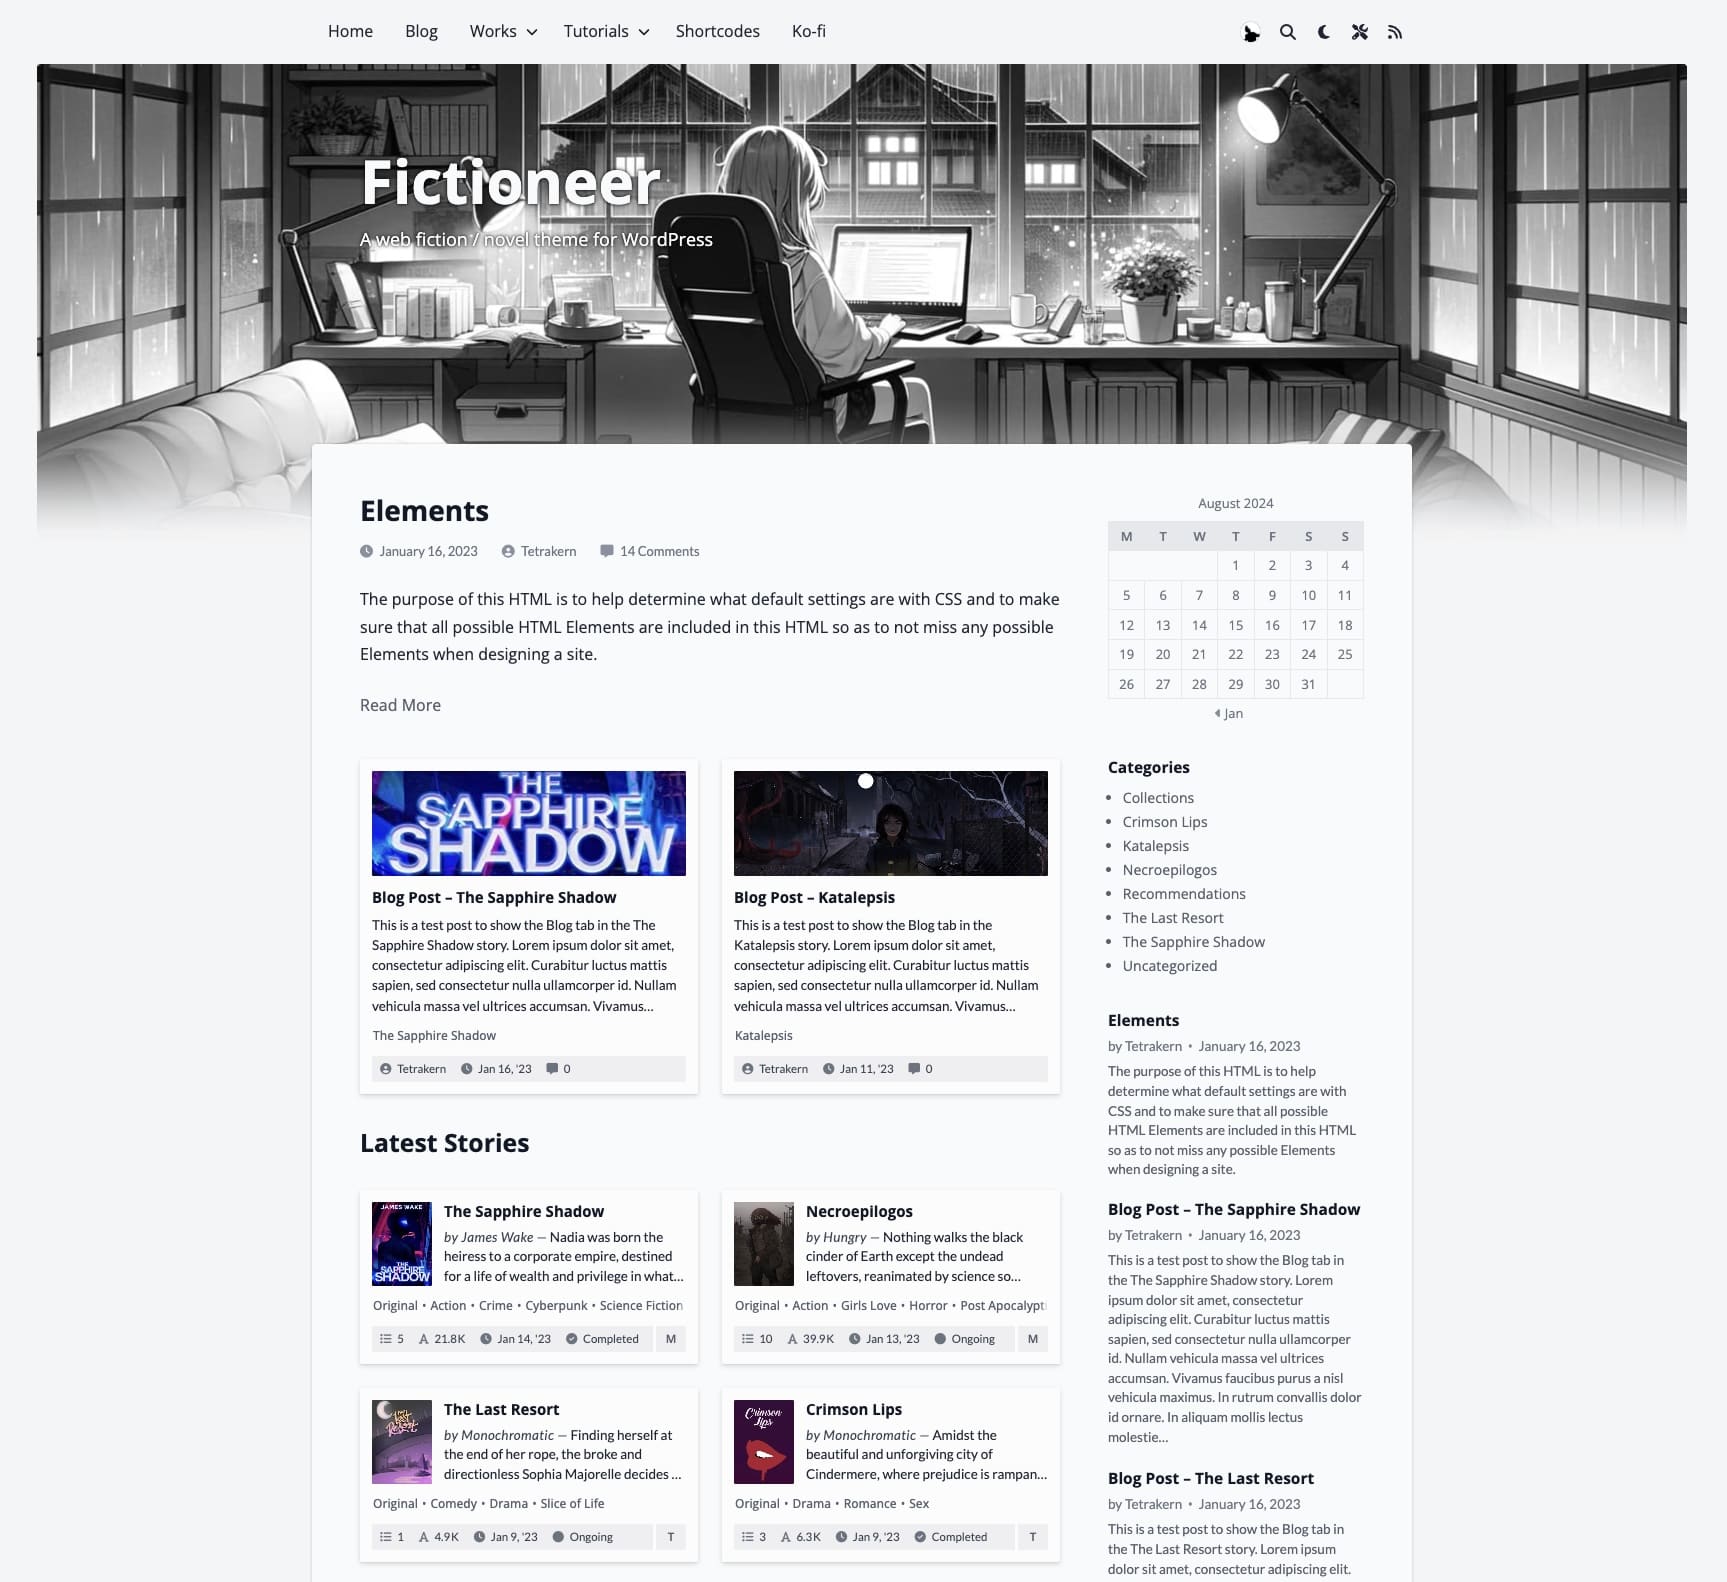 Home Blog Works Tutorials Shortcodes Ko-fi
Fictioneer
A web fiction / novel theme for WordPress
Elements
January 16, 2023 Tetrakern 14 Comments
The purpose of this HTML is to help determine what default settings are with CSS and to make
sure that all possible HTML Elements are included in this HTML so as to not miss any possible
Elements when designing a site.
Read More
THE
SAPPHIRE
SHADOW
Blog Post – The Sapphire Shadow
This is a test post to show the Blog tab in the The
Sapphire Shadow story. Lorem ipsum dolor sit amet,
consectetur adipiscing elit. Curabitur luctus mattis
sapien, sed consectetur nulla ullamcorper id. Nullam
vehicula massa vel ultrices accumsan. Vivamus…
The Sapphire Shadow
Tetrakern Jan 16, '23 0
Blog Post – Katalepsis
This is a test post to show the Blog tab in the
Katalepsis story. Lorem ipsum dolor sit amet,
consectetur adipiscing elit. Curabitur luctus mattis
sapien, sed consectetur nulla ullamcorper id. Nullam
vehicula massa vel ultrices accumsan. Vivamus…
Katalepsis
Tetrakern Jan 11, '23 0
Latest Stories
JAMES WAKE
THE
SAPPHIRE
SHADOW
The Sapphire Shadow
by James Wake — Nadia was born the
heiress to a corporate empire, destined
for a life of wealth and privilege in what…
Original • Action • Crime • Cyberpunk • Science Fiction
5 21.8K Jan 14, '23 Completed M
Necroepilogos
by Hungry — Nothing walks the black
cinder of Earth except the undead
leftovers, reanimated by science so…
Original • Action • Girls Love • Horror • Post Apocalypti
10 39.9K Jan 13, '23 Ongoing M
The Last Resort
The Last Resort
by Monochromatic — Finding herself at
the end of her rope, the broke and
directionless Sophia Majorelle decides …
Original • Comedy • Drama • Slice of Life
1 4.9K Jan 9, '23 Ongoing T
Crimson
Lips
Crimson Lips
by Monochromatic — Amidst the
beautiful and unforgiving city of
Cindermere, where prejudice is rampan…
Original • Drama • Romance • Sex
3 6.3K Jan 9, '23 Completed T
August 2024
M T W T F S S
1 2 3 4
5 6 7 8 9 10 11
12 13 14 15 16 17 18
19 20 21 22 23 24 25
26 27 28 29 30 31
Jan
Categories
Collections
Crimson Lips
Katalepsis
Necroepilogos
Recommendations
The Last Resort
The Sapphire Shadow
Uncategorized
Elements
by Tetrakern • January 16, 2023
The purpose of this HTML is to help
determine what default settings are with
CSS and to make sure that all possible
HTML Elements are included in this HTML
so as to not miss any possible Elements
when designing a site.
Blog Post – The Sapphire Shadow
by Tetrakern • January 16, 2023
This is a test post to show the Blog tab in
the The Sapphire Shadow story. Lorem
ipsum dolor sit amet, consectetur
adipiscing elit. Curabitur luctus mattis
sapien, sed consectetur nulla ullamcorper
id. Nullam vehicula massa vel ultrices
accumsan. Vivamus faucibus purus a nisl
vehicula maximus. In rutrum convallis dolor
id ornare. In aliquam mollis lectus
molestie…
Blog Post – The Last Resort
by Tetrakern • January 16, 2023
This is a test post to show the Blog tab in
the The Last Resort story. Lorem ipsum
dolor sit amet, consectetur adipiscing elit.